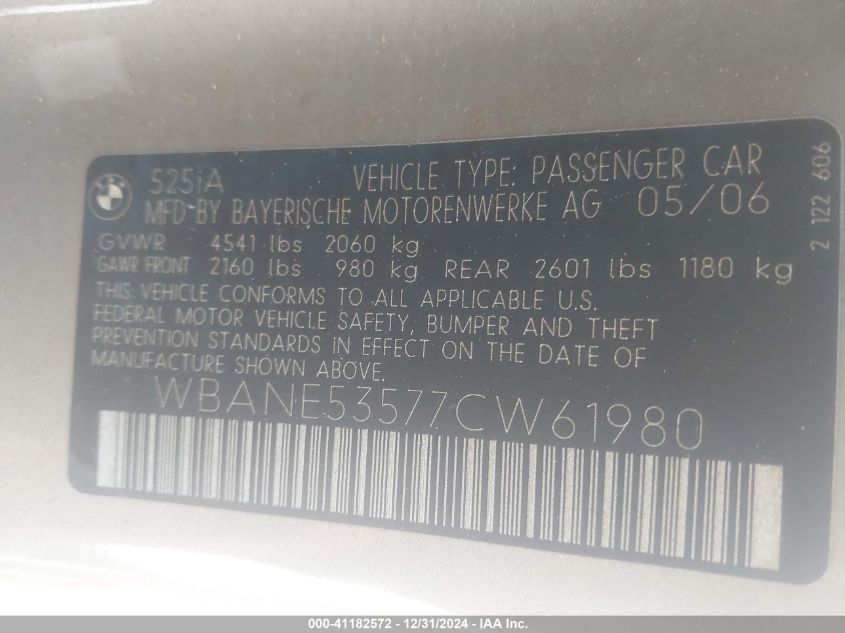 525iA VEHICLE TYPE: PASSENGER CAR
MFD BY BAYERISCHE MOTORENWERKE AG 05/06
GVWR 4541 lbs 2060 kg
GAWR FRONT 2160 lbs 980 kg REAR 2601 lbs 1180 kg
THIS VEHICLE CONFORMS TO ALL APPLICABLE U.S.
FEDERAL MOTOR VEHICLE SAFETY, BUMPER AND THEFT
PREVENTION STANDARDS IN EFFECT ON THE DATE OF
MANUFACTURE SHOWN ABOVE.
WBANE53577CW61980
2 122 606
000-41182572 - 12/31/2024 - IAA Inc.